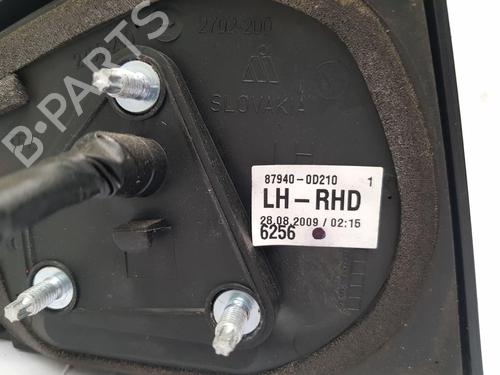 2702-200
SLOVAKIA
87940-0D210 1
LH-RHD
28.08.2009 / 02:15
6256
B-PARTS